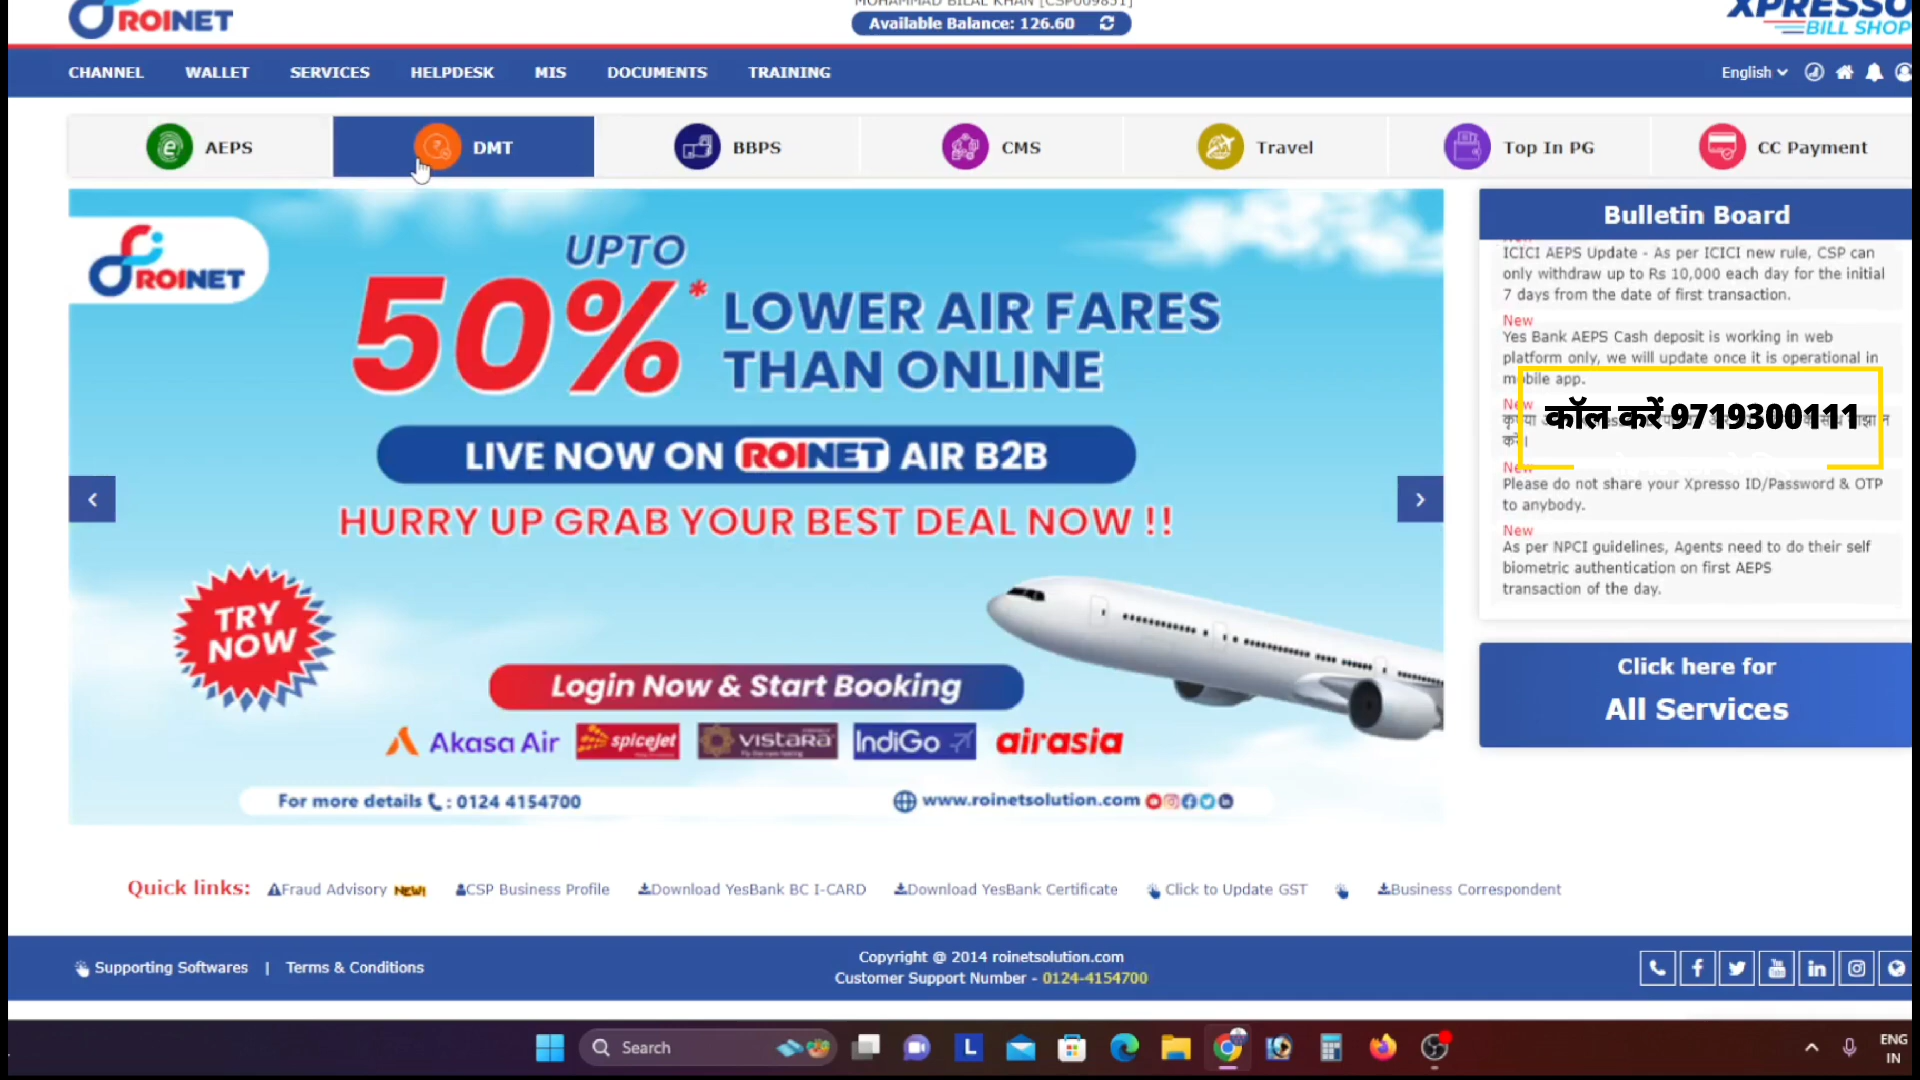 ROINET
MOHAMMAD BILAL KHAN [CSP009851]
Available Balance: 126.60
XPRESSO
BILL SHOP
CHANNEL WALLET SERVICES HELPDESK MIS DOCUMENTS TRAINING
English
AEPS DMT BBPS CMS Travel Top In PG CC Payment
ROINET
UPTO
50%* LOWER AIR FARES
THAN ONLINE
LIVE NOW ON ROINET AIR B2B
HURRY UP GRAB YOUR BEST DEAL NOW !!
TRY
NOW
Login Now & Start Booking
Akasa Air spicejet VISTARA IndiGo airasia
For more details : 0124 4154700
www.roinetsolution.com
Bulletin Board
ICICI AEPS Update - As per ICICI new rule, CSP can
only withdraw up to Rs 10,000 each day for the initial
7 days from the date of first transaction.
New
Yes Bank AEPS Cash deposit is working in web
platform only, we will update once it is operational in
mobile app.
New
कॉल करें 9719300111
करें।
New
Please do not share your Xpresso ID/Password & OTP
to anybody.
New
As per NPCI guidelines, Agents need to do their self
biometric authentication on first AEPS
transaction of the day.
Click here for
All Services
Quick links: Fraud Advisory NEW! CSP Business Profile Download YesBank BC I-CARD Download YesBank Certificate Click to Update GST Business Correspondent
Supporting Softwares | Terms & Conditions
Copyright @ 2014 roinetsolution.com
Customer Support Number - 0124-4154700
Search
ENG
IN